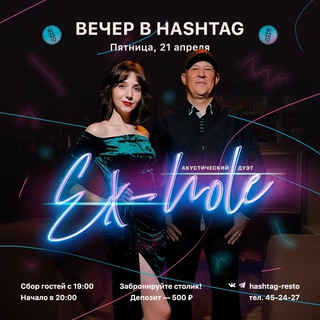 ВЕЧЕР В HASHTAG
Пятница, 21 апреля
АКУСТИЧЕСКИЙ ДУЭТ
Ex-hole
Сбор гостей с 19:00
Начало в 20:00
Забронируйте столик!
Депозит — 500 ₽
hashtag-resto
тел. 45-24-27